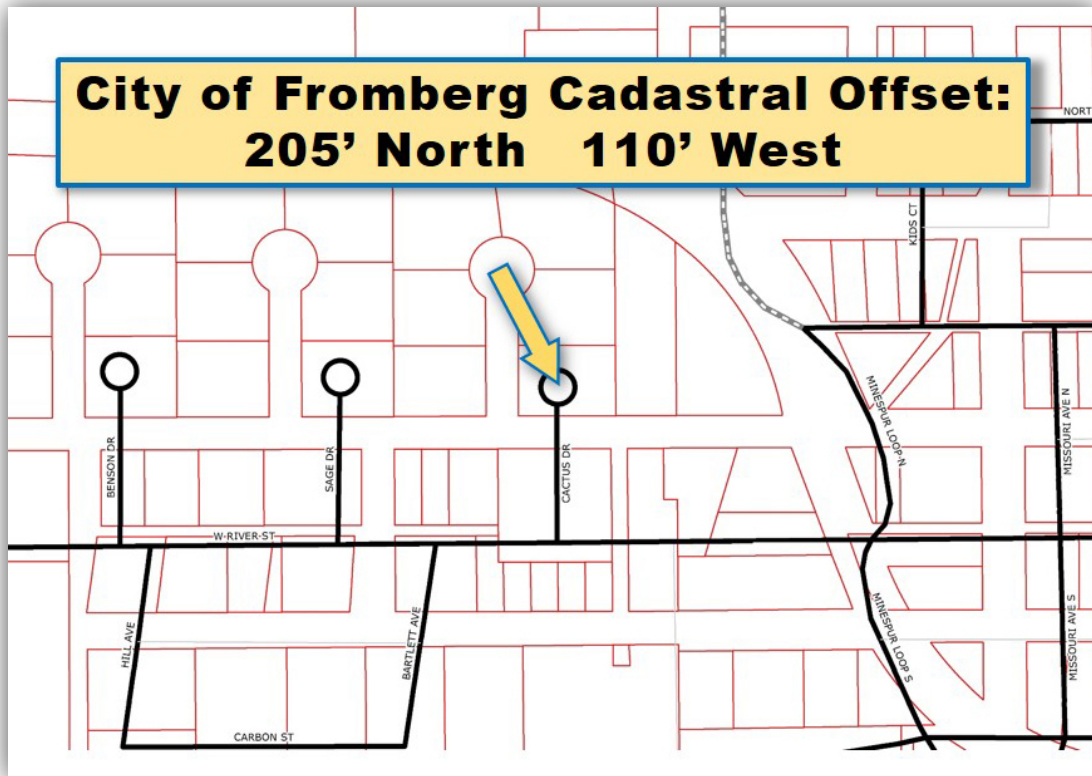 City of Fromberg Cadastral Offset:
205’ North 110’ West
NORT
KIDS CT
MINESPUR LOOP-N
MISSOURI AVE N
BENSON DR
SAGE DR
CACTUS DR
W-RIVER-ST
HILL AVE
BARTLETT AVE
MINESPUR LOOP S
MISSOURI AVE S
CARBON ST